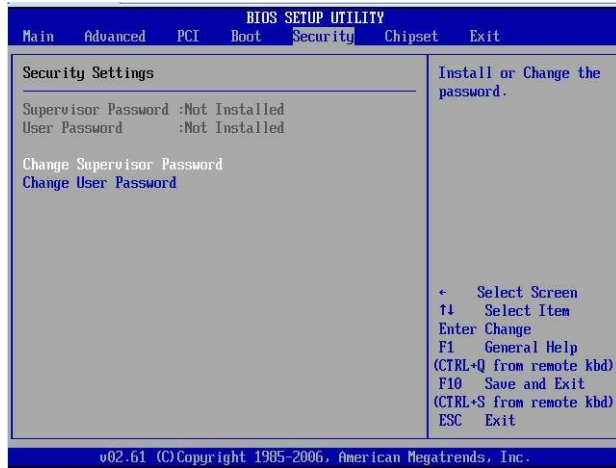 BIOS SETUP UTILITY
Main Advanced PCI Boot Security Chipset Exit
Security Settings
Supervisor Password :Not Installed
User Password :Not Installed
Change Supervisor Password
Change User Password
Install or Change the
password.
← Select Screen
↑↓ Select Item
Enter Change
F1 General Help
(CTRL+Q from remote kbd)
F10 Save and Exit
(CTRL+S from remote kbd)
ESC Exit
v02.61 (C)Copyright 1985-2006, American Megatrends, Inc.